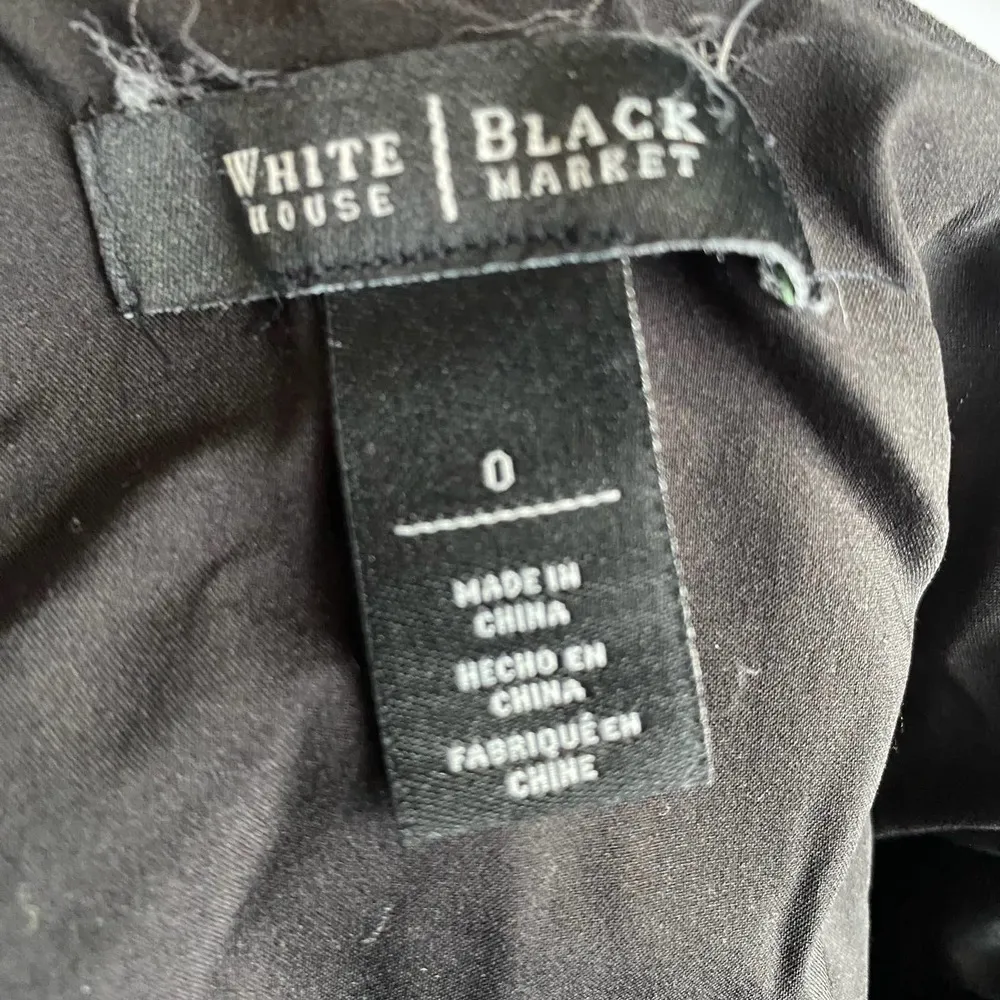 WHITE HOUSE | BLACK MARKET
0
MADE IN
CHINA
HECHO EN
CHINA
FABRIQUÉ EN
CHINE